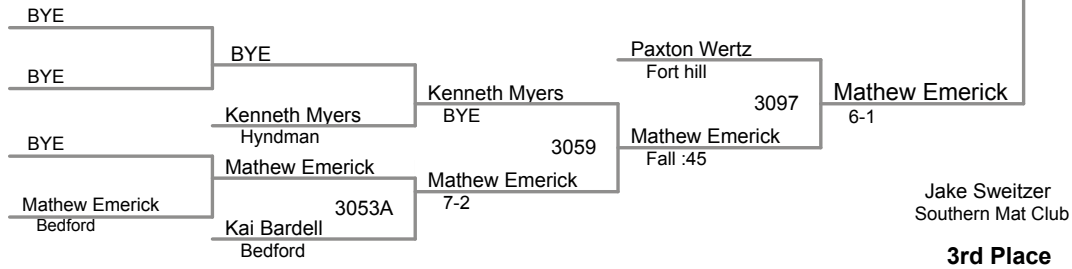 BYE
BYE
BYE
Kenneth Myers
Hyndman
BYE
Mathew Emerick
Bedford
Mathew Emerick
3053A
Kai Bardell
Bedford
Kenneth Myers
BYE
3059
Mathew Emerick
7-2
Paxton Wertz
Fort hill
3097
Mathew Emerick
Fall :45
Mathew Emerick
6-1
Jake Sweitzer
Southern Mat Club
3rd Place